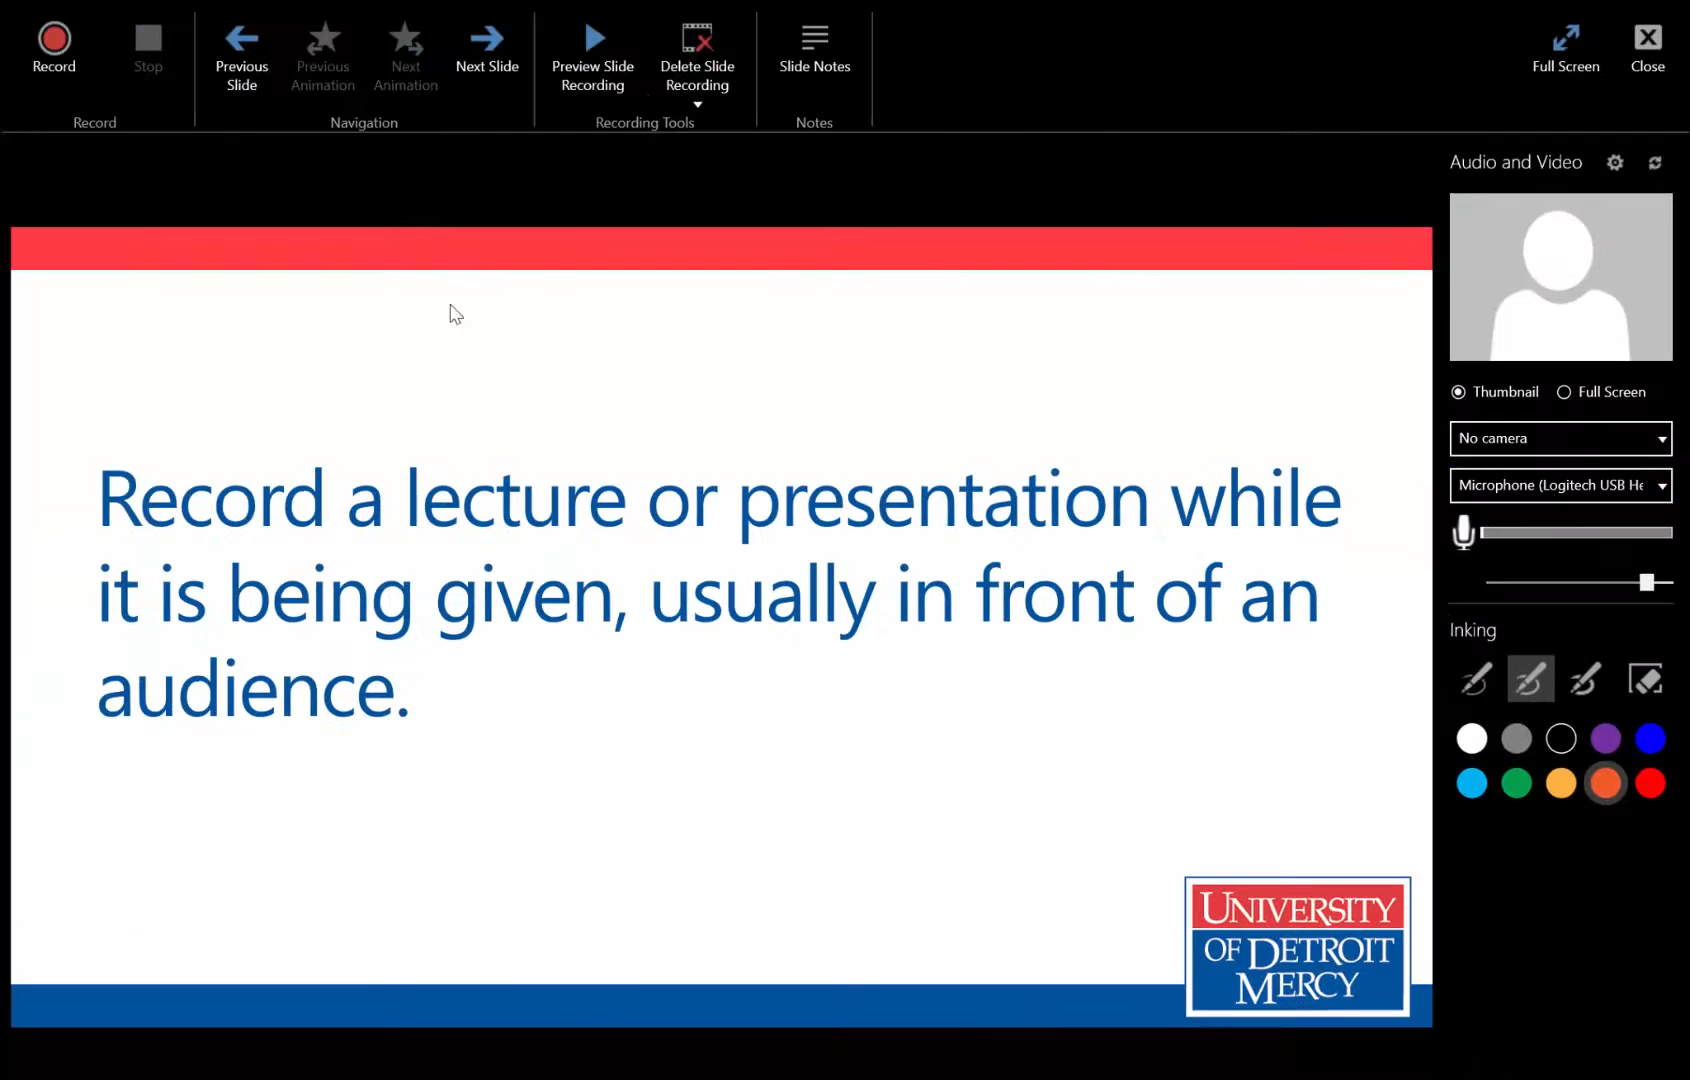 Record
Stop
Previous
Slide
Previous
Animation
Next
Animation
Next Slide
Preview Slide
Recording
Delete Slide
Recording
Slide Notes
Full Screen
Close
Record
Navigation
Recording Tools
Notes
Audio and Video
Thumbnail
Full Screen
No camera
Microphone (Logitech USB He
Inking
Record a lecture or presentation while
it is being given, usually in front of an
audience.
UNIVERSITY
OF DETROIT
MERCY